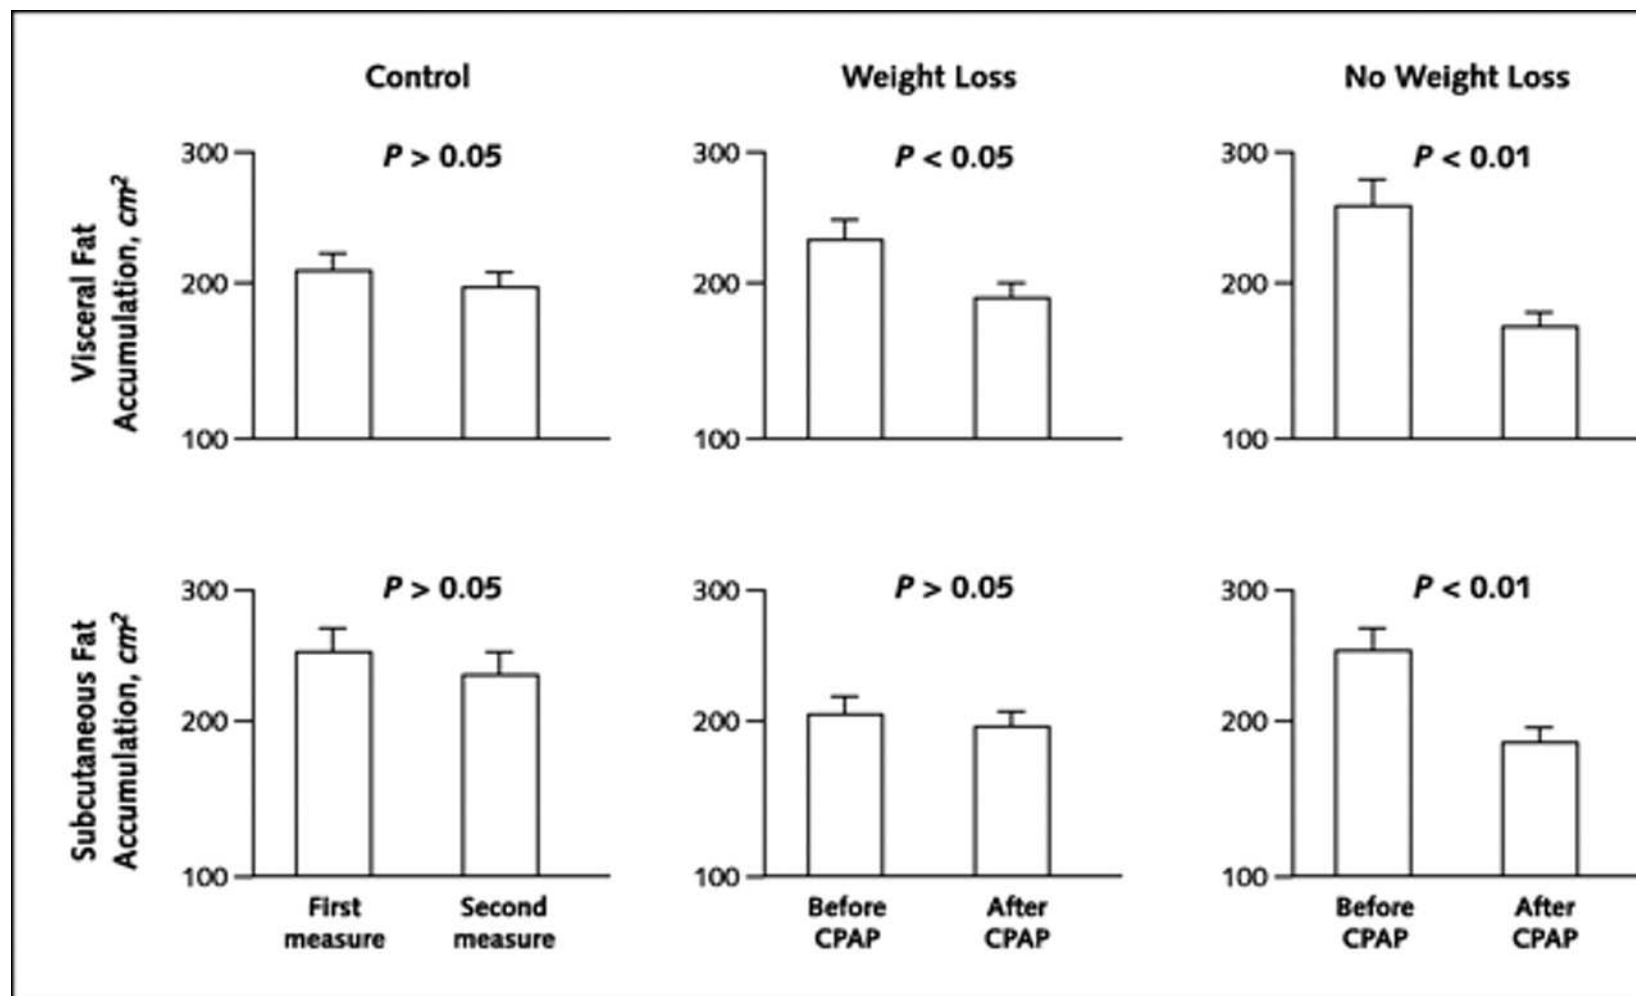 Control
Weight Loss
No Weight Loss
Visceral Fat
Accumulation, cm²
300
200
100
P > 0.05
300
200
100
P < 0.05
300
200
100
P < 0.01
Subcutaneous Fat
Accumulation, cm²
300
200
100
P > 0.05
300
200
100
P > 0.05
300
200
100
P < 0.01
First
measure
Second
measure
Before
CPAP
After
CPAP
Before
CPAP
After
CPAP